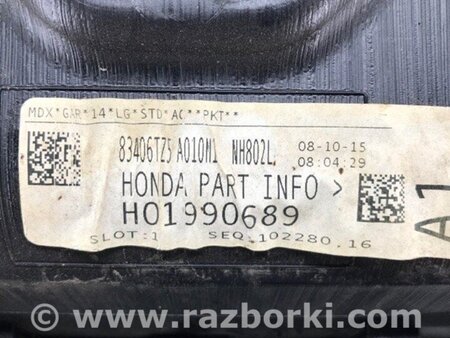 MDX*GAR*14*LG*STD*AC**PKT**
83406TZ5 A010M1 NH802L
08-10-15
08:04:29
HONDA PART INFO >
H01990689
A1
SLOT:1 SEQ.102280.16
www.razborki.com